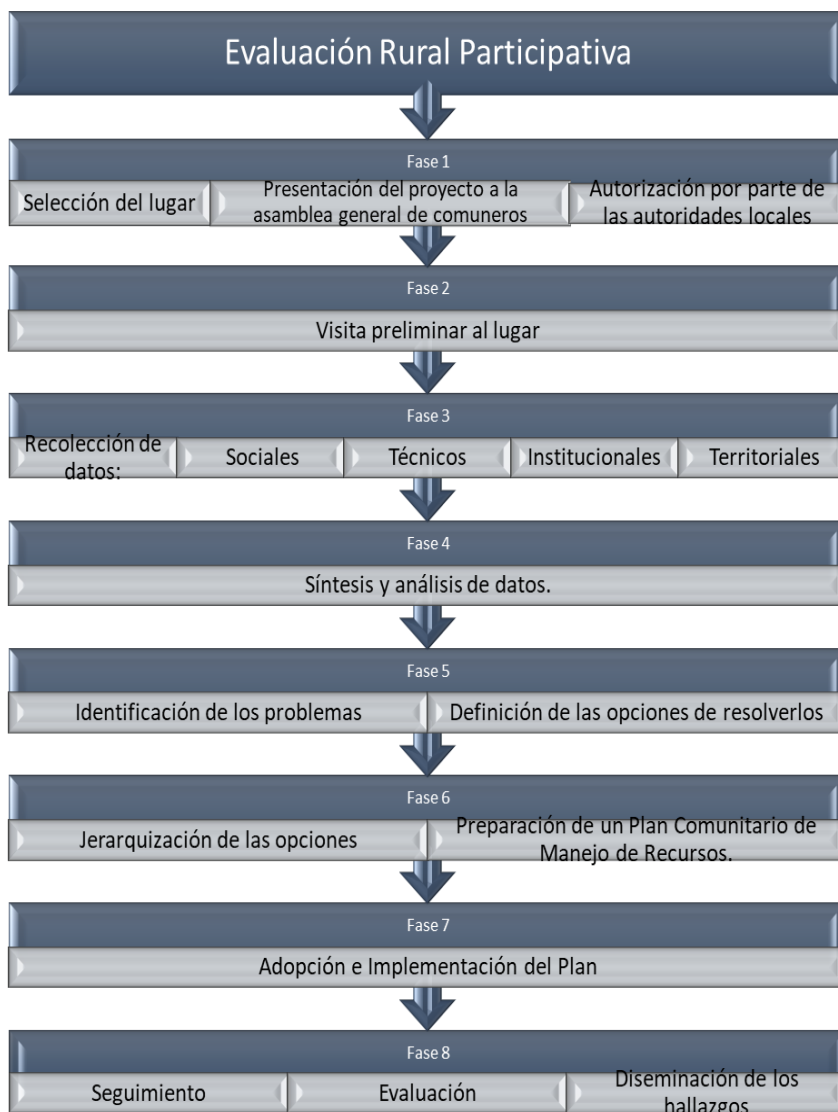 Evaluación Rural Participativa
Fase 1
Selección del lugar
Presentación del proyecto a la
asamblea general de comuneros
Autorización por parte de
las autoridades locales
Fase 2
Visita preliminar al lugar
Fase 3
Recolección de
datos:
Sociales
Técnicos
Institucionales
Territoriales
Fase 4
Síntesis y análisis de datos.
Fase 5
Identificación de los problemas
Definición de las opciones de resolverlos
Fase 6
Jerarquización de las opciones
Preparación de un Plan Comunitario de
Manejo de Recursos.
Fase 7
Adopción e Implementación del Plan
Fase 8
Seguimiento
Evaluación
Diseminación de los
hallazgos